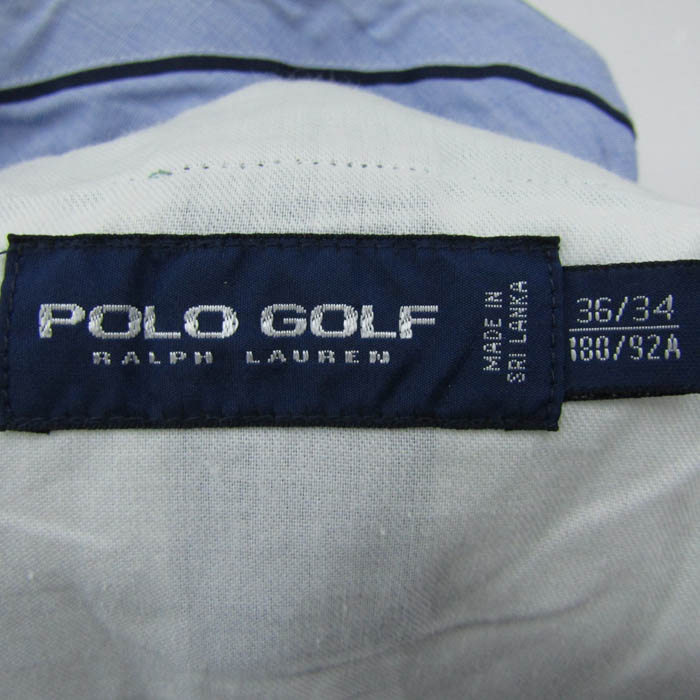 POLO GOLF
RALPH LAUREN
MADE IN
SRI LANKA
36/34
180/92A